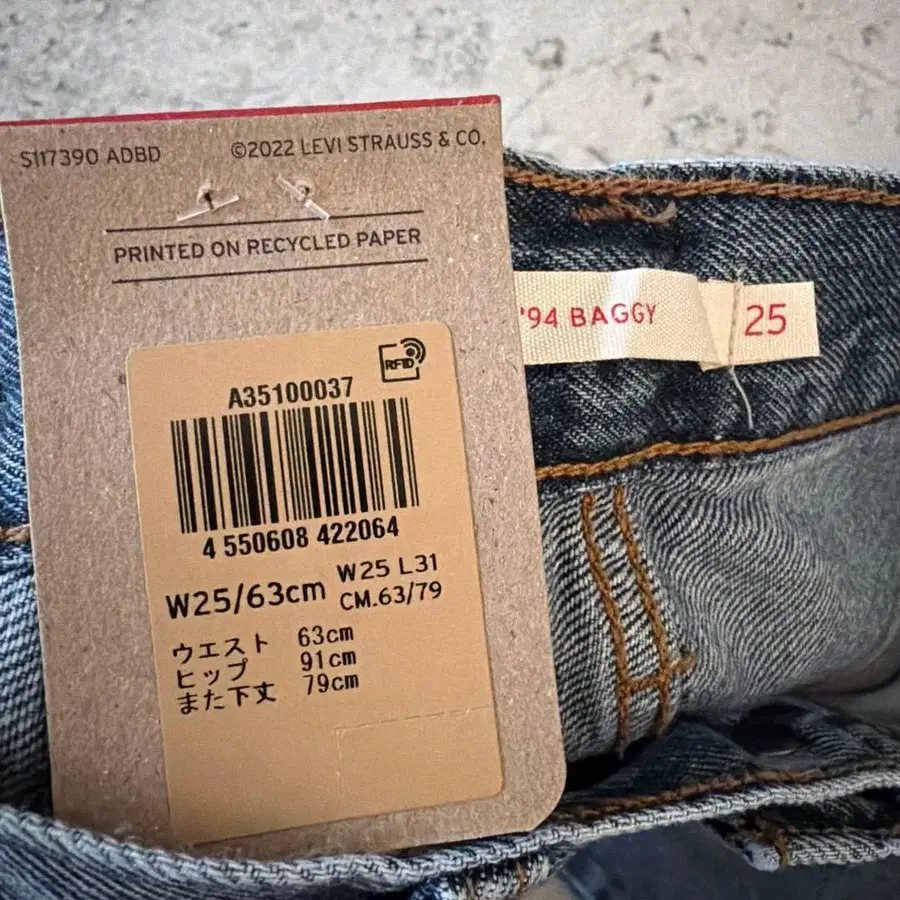 S117390 ADBD
©2022 LEVI STRAUSS & CO.
PRINTED ON RECYCLED PAPER
RFID
A35100037
4 550608 422064
W25/63cm
W25 L31
CM.63/79
ウエスト 63cm
ヒップ 91cm
また下丈 79cm
'94 BAGGY
25